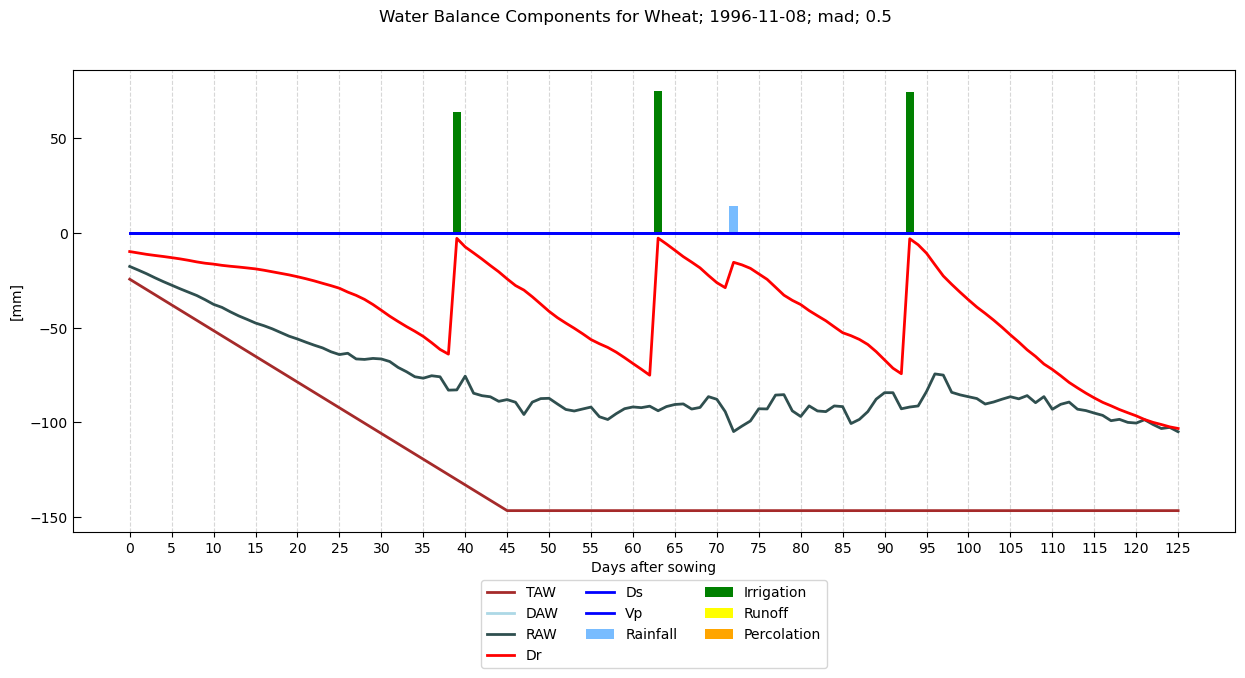 Water Balance Components for Wheat; 1996-11-08; mad; 0.5
[mm]
50
0
−50
−100
−150
0 5 10 15 20 25 30 35 40 45 50 55 60 65 70 75 80 85 90 95 100 105 110 115 120 125
Days after sowing
TAW
DAW
RAW
Dr
Ds
Vp
Rainfall
Irrigation
Runoff
Percolation